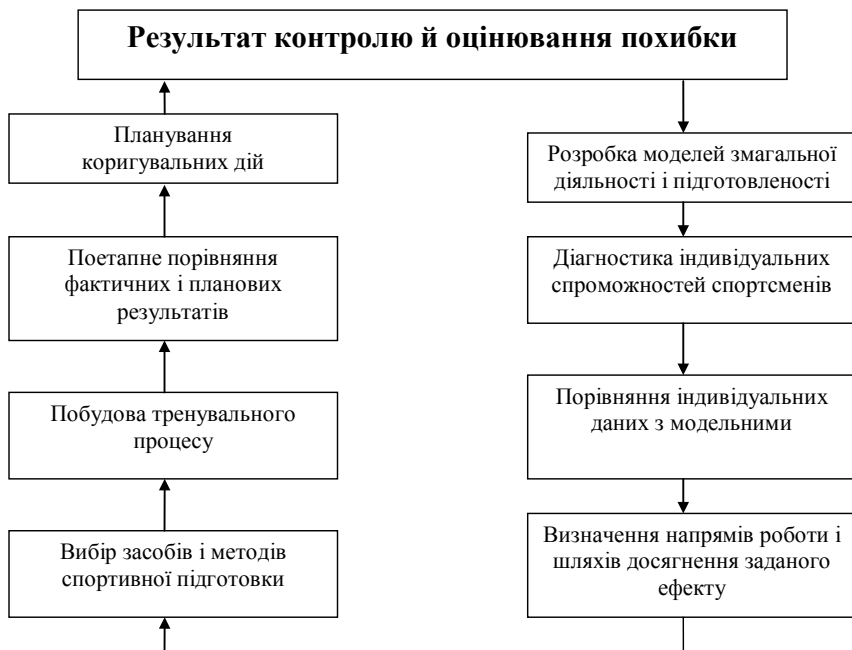 Результат контролю й оцінювання похибки
Планування
коригувальних дій
Поетапне порівняння
фактичних і планових
результатів
Побудова тренувального
процесу
Вибір засобів і методів
спортивної підготовки
Розробка моделей змагальної
діяльності і підготовленості
Діагностика індивідуальних
спроможностей спортсменів
Порівняння індивідуальних
даних з модельними
Визначення напрямів роботи і
шляхів досягнення заданого
ефекту